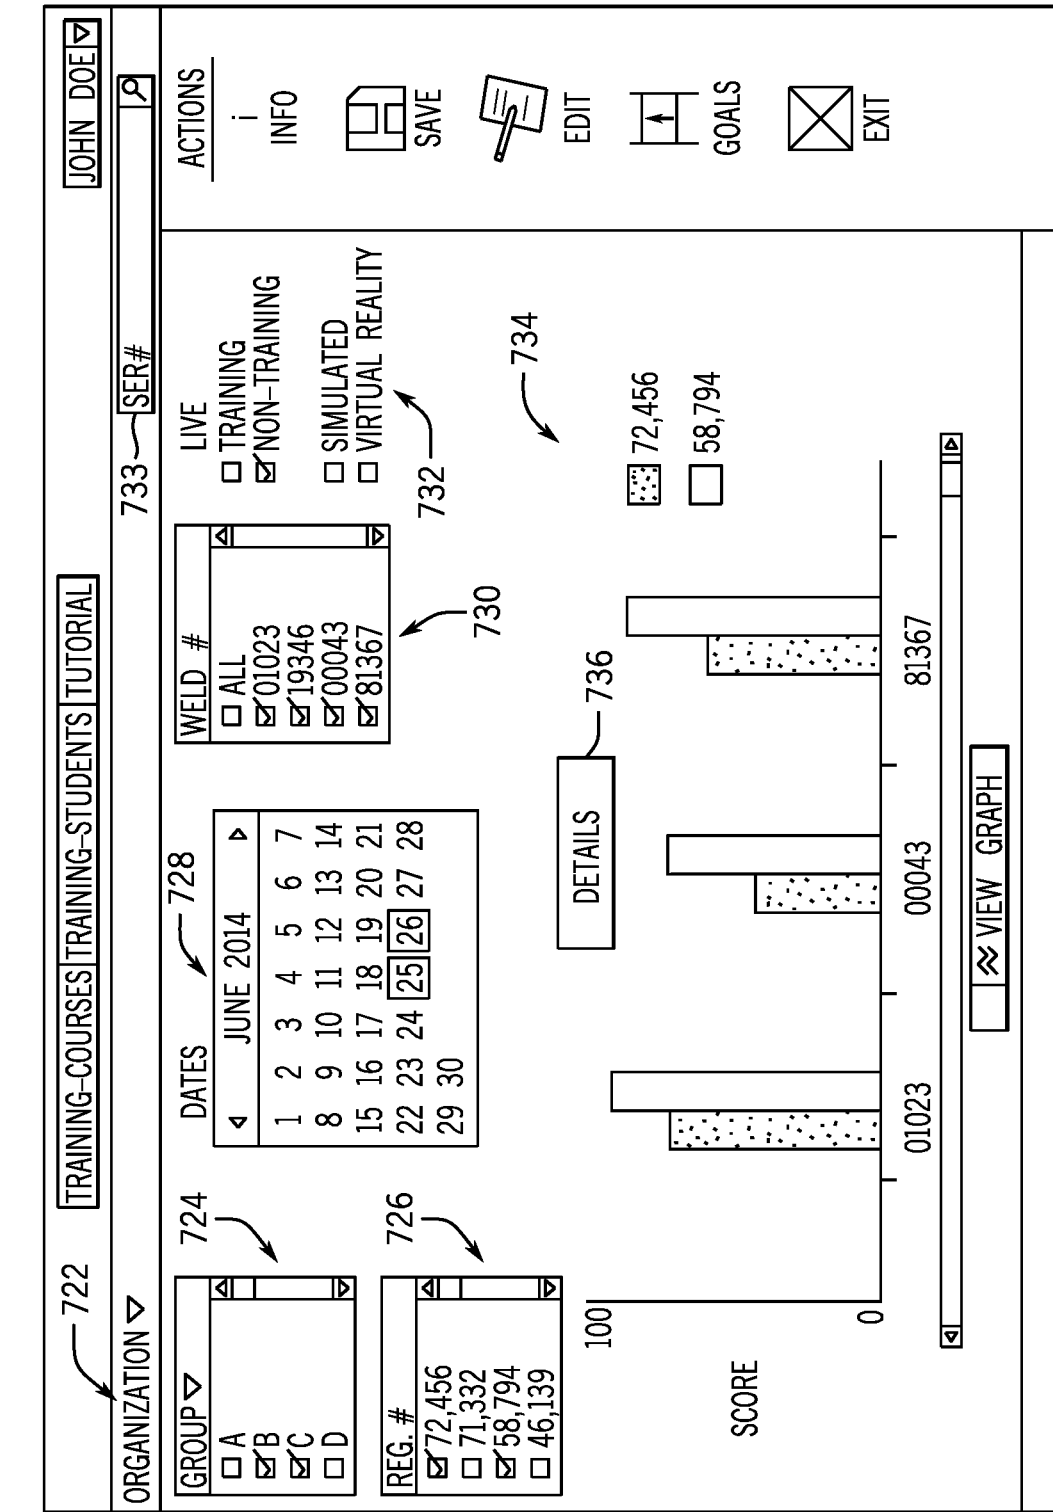 JOHN DOE
TRAINING-COURSES TRAINING-STUDENTS TUTORIAL
722
ORGANIZATION
733
SER#
ACTIONS
i
INFO
SAVE
EDIT
GOALS
EXIT
GROUP
A
B
C
D
724
REG. #
72,456
71,332
58,794
46,139
726
DATES
728
JUNE 2014
1 2 3 4 5 6 7
8 9 10 11 12 13 14
15 16 17 18 19 20 21
22 23 24 25 26 27 28
29 30
WELD #
ALL
01023
19346
00043
81367
730
LIVE
TRAINING
NON-TRAINING
SIMULATED
VIRTUAL REALITY
732
734
72,456
58,794
736
DETAILS
SCORE
100
0
01023
00043
81367
VIEW GRAPH